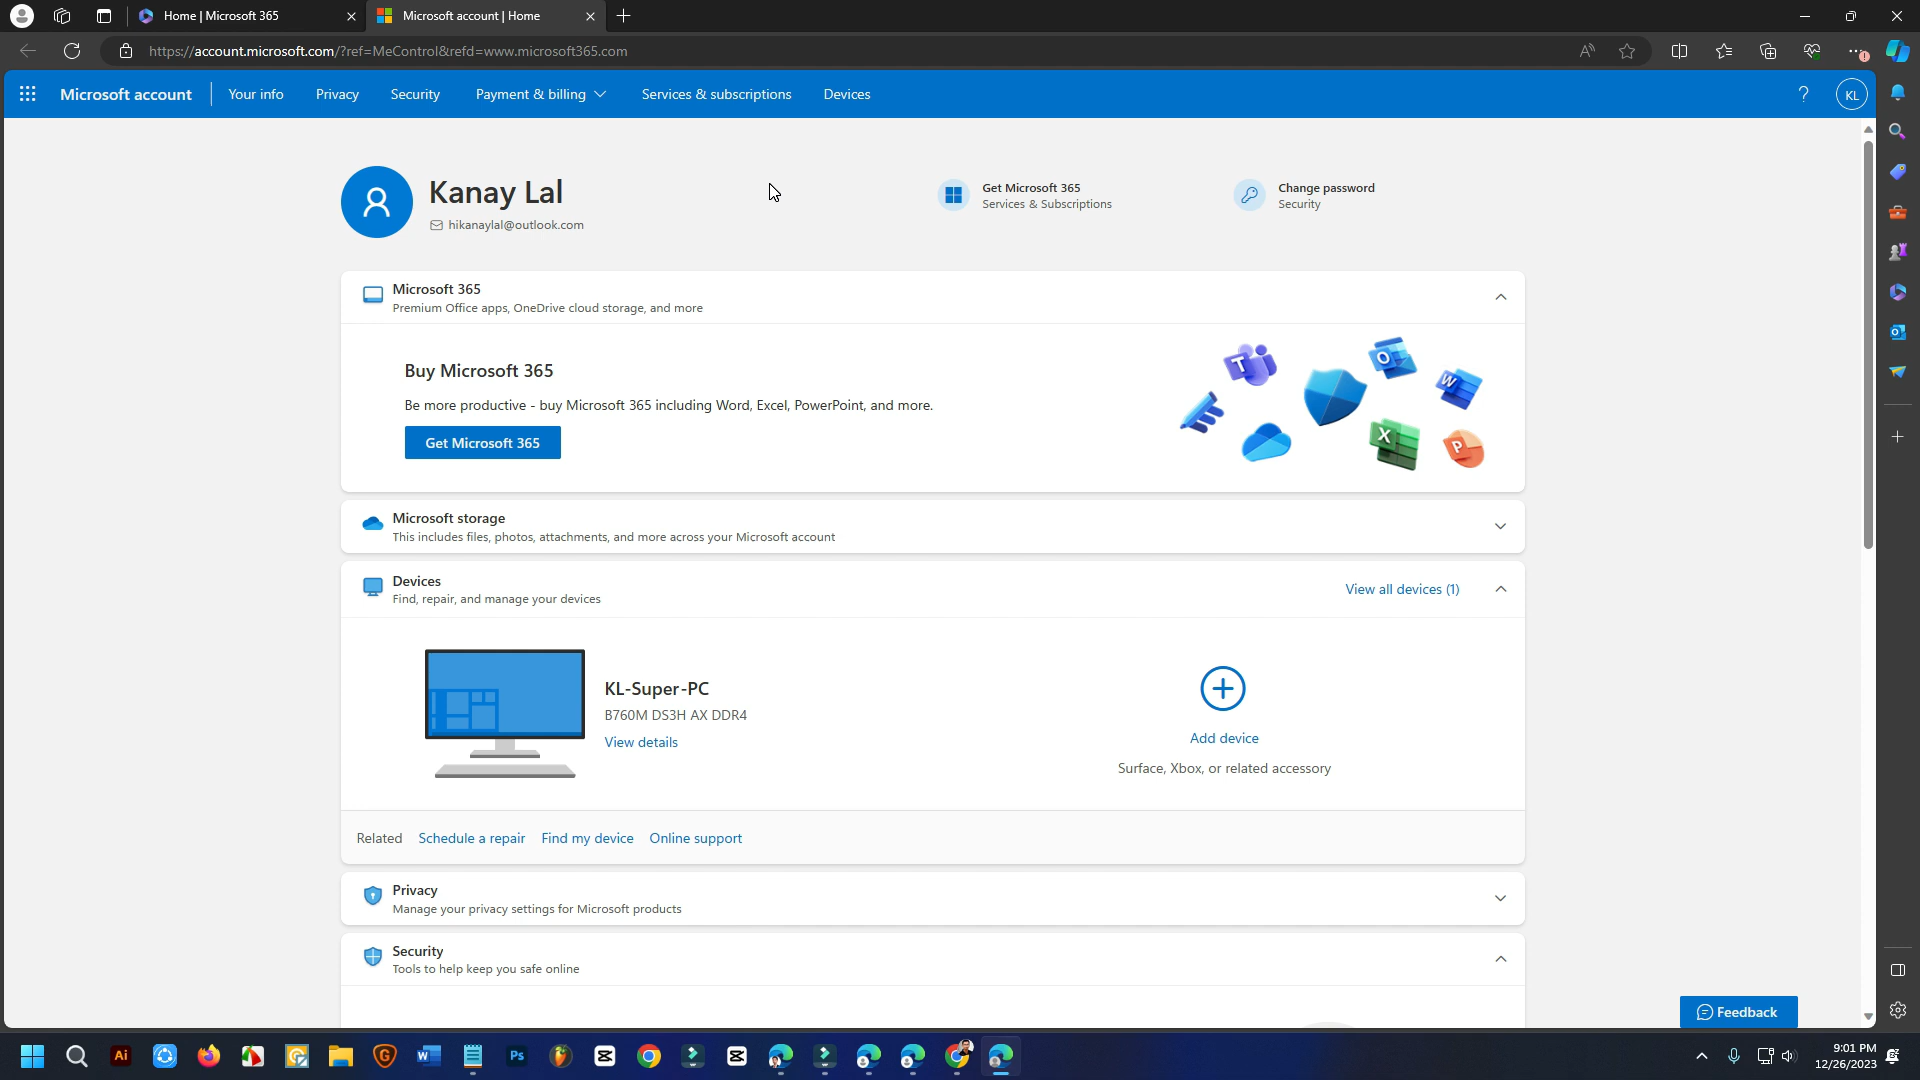 Home | Microsoft 365
Microsoft account | Home
https://account.microsoft.com/?ref=MeControl&refd=www.microsoft365.com
Microsoft account
Your info
Privacy
Security
Payment & billing
Services & subscriptions
Devices
?
KL
Kanay Lal
hikanaylal@outlook.com
Get Microsoft 365
Services & Subscriptions
Change password
Security
Microsoft 365
Premium Office apps, OneDrive cloud storage, and more
Buy Microsoft 365
Be more productive - buy Microsoft 365 including Word, Excel, PowerPoint, and more.
Get Microsoft 365
Microsoft storage
This includes files, photos, attachments, and more across your Microsoft account
Devices
Find, repair, and manage your devices
View all devices (1)
KL-Super-PC
B760M DS3H AX DDR4
View details
Add device
Surface, Xbox, or related accessory
Related
Schedule a repair
Find my device
Online support
Privacy
Manage your privacy settings for Microsoft products
Security
Tools to help keep you safe online
Feedback
9:01 PM
12/26/2023